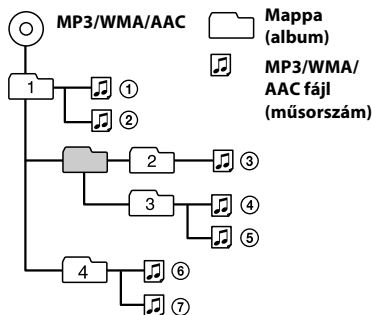 MP3/WMA/AAC
Mappa
(album)
MP3/WMA/
AAC fájl
(műsorszám)
1
①
②
2
③
3
④
⑤
4
⑥
⑦